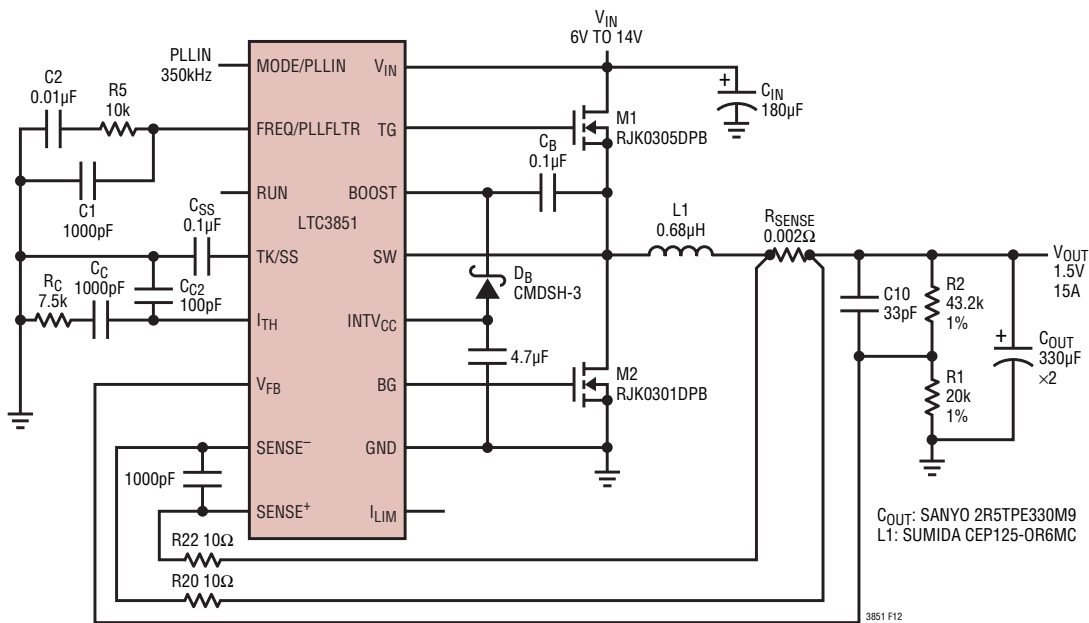 V_IN
6V TO 14V
PLLIN
350kHz
MODE/PLLIN
V_IN
C2
0.01µF
R5
10k
+
C_IN
180µF
FREQ/PLLFLTR
TG
M1
RJK0305DPB
C_B
0.1µF
C1
1000pF
RUN
BOOST
LTC3851
C_SS
0.1µF
TK/SS
SW
L1
0.68µH
R_SENSE
0.002Ω
V_OUT
1.5V
15A
R_C
7.5k
C_C
1000pF
C_C2
100pF
D_B
CMDSH-3
C10
33pF
R2
43.2k
1%
I_TH
INTV_CC
4.7µF
+
C_OUT
330µF
×2
V_FB
BG
M2
RJK0301DPB
R1
20k
1%
SENSE⁻
GND
1000pF
SENSE⁺
I_LIM
R22 10Ω
R20 10Ω
C_OUT: SANYO 2R5TPE330M9
L1: SUMIDA CEP125-OR6MC
3851 F12